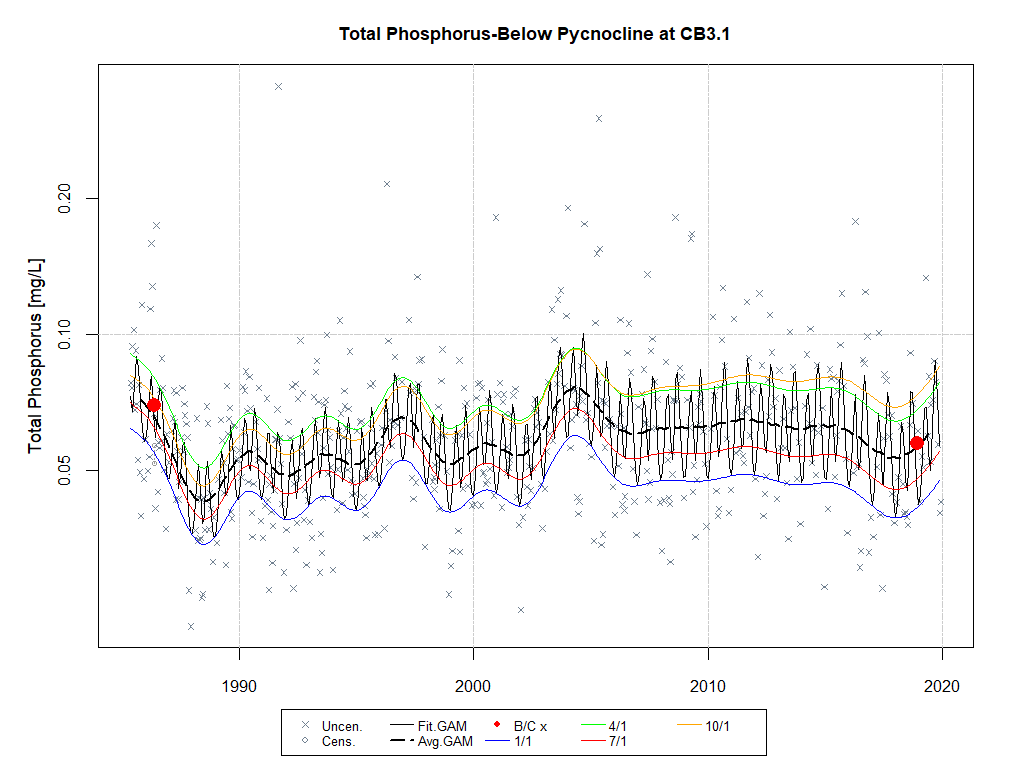 Total Phosphorus-Below Pycnocline at CB3.1
Total Phosphorus [mg/L]
0.20
0.10
0.05
1990 2000 2010 2020
Uncen. Fit.GAM B/C x 4/1 10/1
Cens. Avg.GAM 1/1 7/1